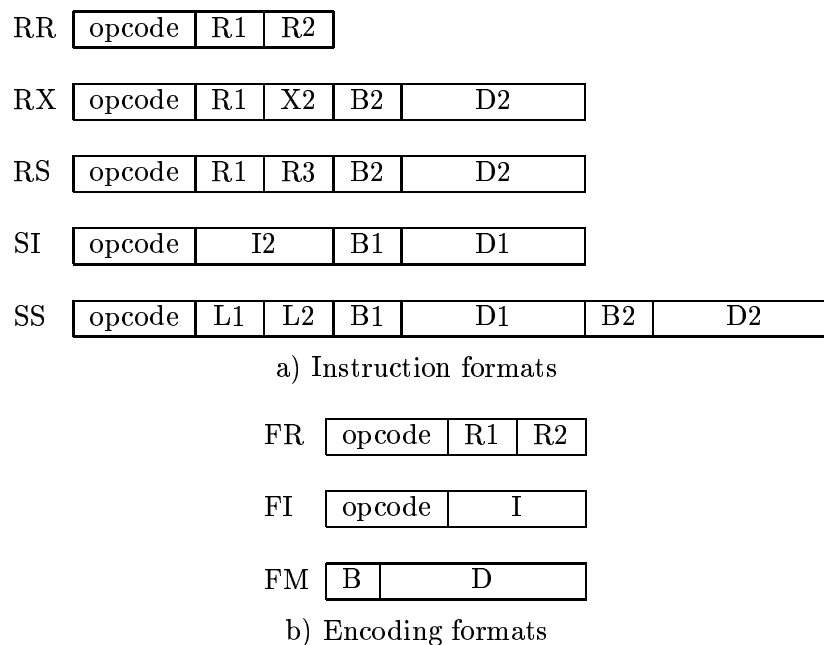 RR opcode R1 R2
RX opcode R1 X2 B2 D2
RS opcode R1 R3 B2 D2
SI opcode I2 B1 D1
SS opcode L1 L2 B1 D1 B2 D2
a) Instruction formats
FR opcode R1 R2
FI opcode I
FM B D
b) Encoding formats